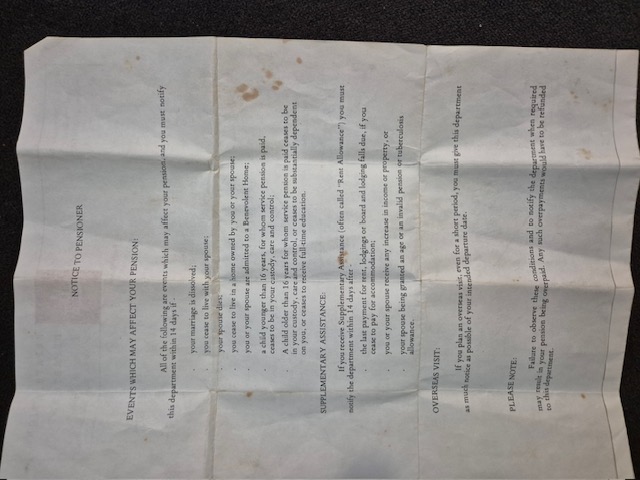 NOTICE TO PENSIONER
EVENTS WHICH MAY AFFECT YOUR PENSION:
All of the following are events which may affect your pension, and you must notify
this department within 14 days if -
your marriage is dissolved;
you cease to live with your spouse;
your spouse dies;
you cease to live in a home owned by you or your spouse;
you or your spouse are admitted to a Benevolent Home;
a child younger than 16 years, for whom service pension is paid,
ceases to be in your custody, care and control;
A child older than 16 years for whom service pension is paid ceases to be
in your custody, care and control, or ceases to be substantially dependent
on you, or ceases to receive full-time education.
SUPPLEMENTARY ASSISTANCE:
If you receive Supplementary Assistance (often called "Rent Allowance") you must
notify the department within 14 days after -
the last payment for rent, lodgings or board and lodging falls due, if you
cease to pay for accommodation;
you or your spouse receive any increase in income or property, or
your spouse being granted an age or an invalid pension or tuberculosis
allowance.
OVERSEAS VISIT:
If you plan an overseas visit, even for a short period, you must give this department
as much notice as possible of your intended departure date.
PLEASE NOTE:
Failure to observe these conditions and to notify the department when required
may result in your pension being overpaid. Any such overpayments would have to be refunded
to this department.